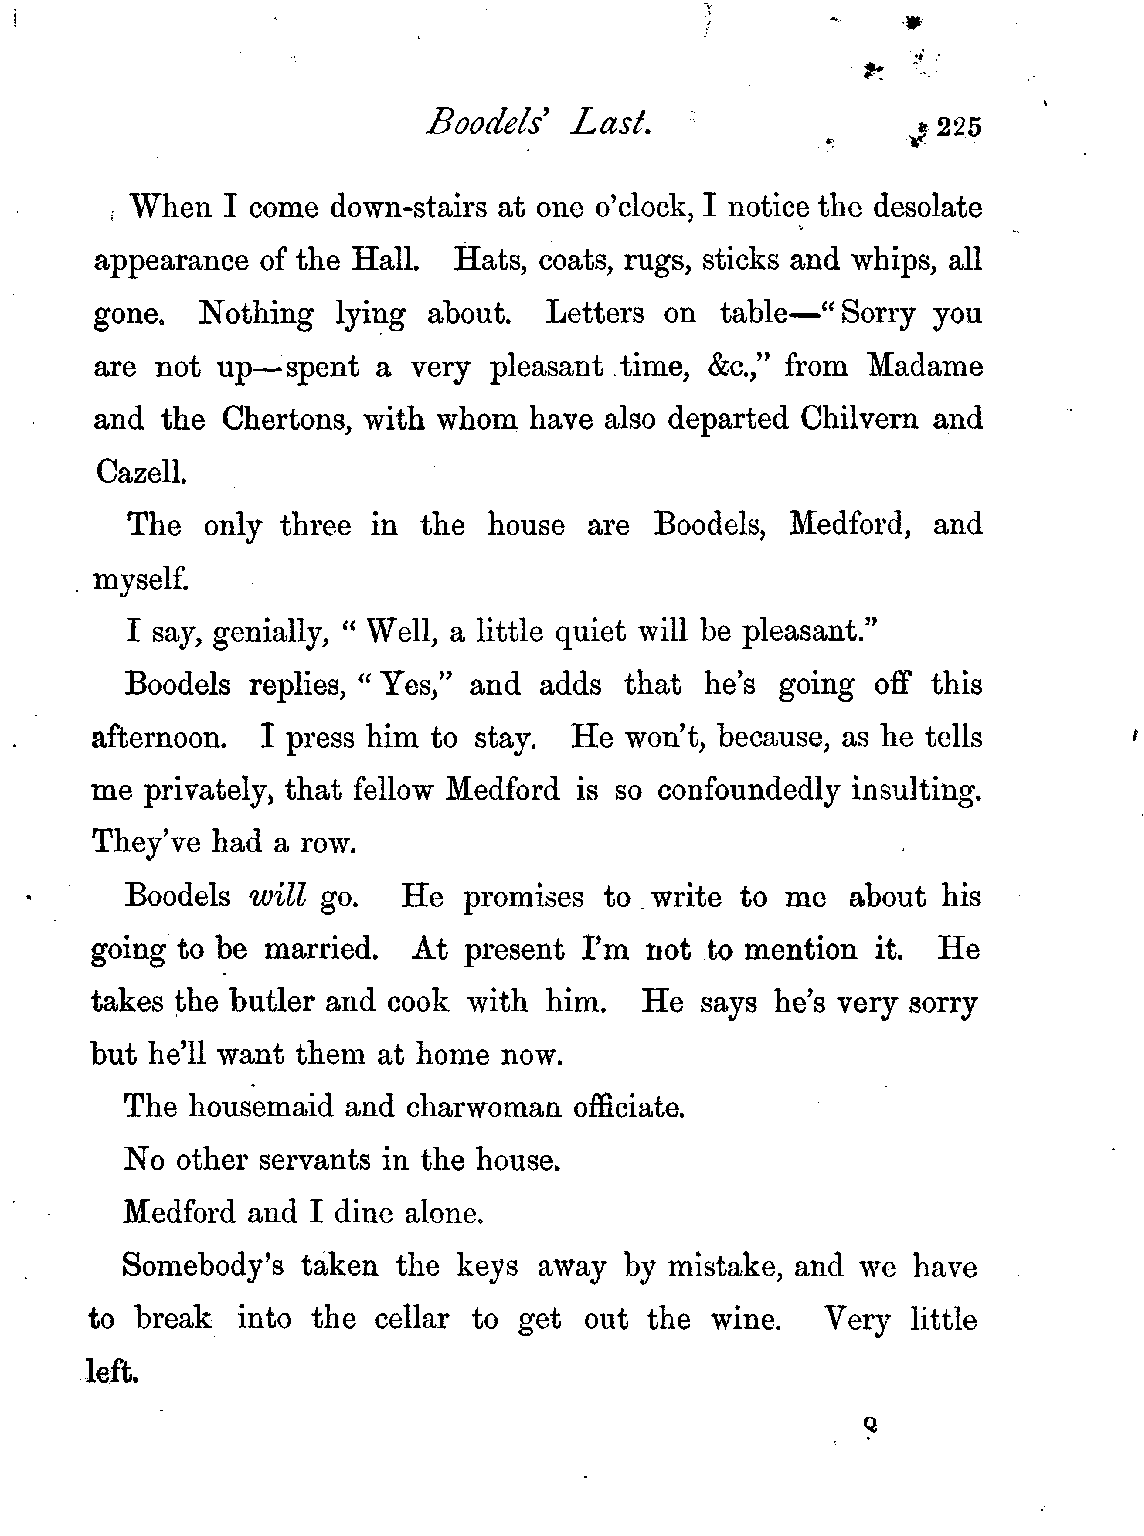 Boodels' Last. 225
When I come down-stairs at one o'clock, I notice the desolate
appearance of the Hall. Hats, coats, rugs, sticks and whips, all
gone. Nothing lying about. Letters on table—“Sorry you
are not up—spent a very pleasant time, &c.,” from Madame
and the Chertons, with whom have also departed Chilvern and
Cazell.
The only three in the house are Boodels, Medford, and
myself.
I say, genially, “Well, a little quiet will be pleasant.”
Boodels replies, “Yes,” and adds that he's going off this
afternoon. I press him to stay. He won't, because, as he tells
me privately, that fellow Medford is so confoundedly insulting.
They've had a row.
Boodels will go. He promises to write to me about his
going to be married. At present I'm not to mention it. He
takes the butler and cook with him. He says he's very sorry
but he'll want them at home now.
The housemaid and charwoman officiate.
No other servants in the house.
Medford and I dine alone.
Somebody's taken the keys away by mistake, and we have
to break into the cellar to get out the wine. Very little
left.
Q